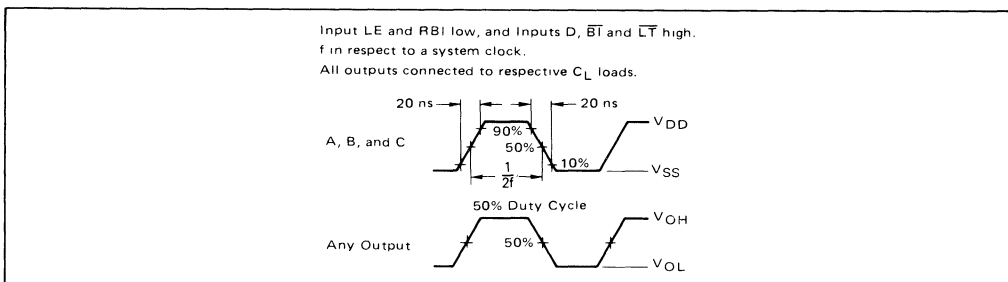 Input LE and RBI low, and Inputs D, B̅I̅ and L̅T̅ high.
f in respect to a system clock.
All outputs connected to respective CL loads.
20 ns
20 ns
A, B, and C
90%
50%
10%
VDD
VSS
1
2f
50% Duty Cycle
Any Output
50%
VOH
VOL